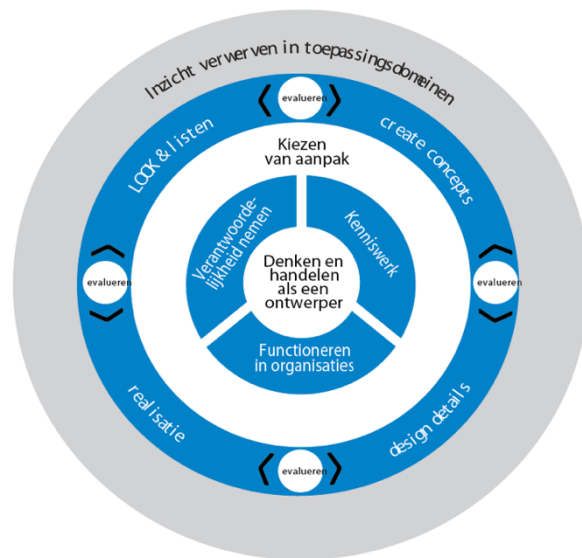 Inzicht verwerven in toepassingsdomeinen
evalueren
LOOK & listen
create concepts
Kiezen
van aanpak
Verantwoorde-
lijkheid nemen
Kenniswerk
evalueren
Denken en
handelen
als een
ontwerper
evalueren
Functioneren
in organisaties
realisatie
design details
evalueren